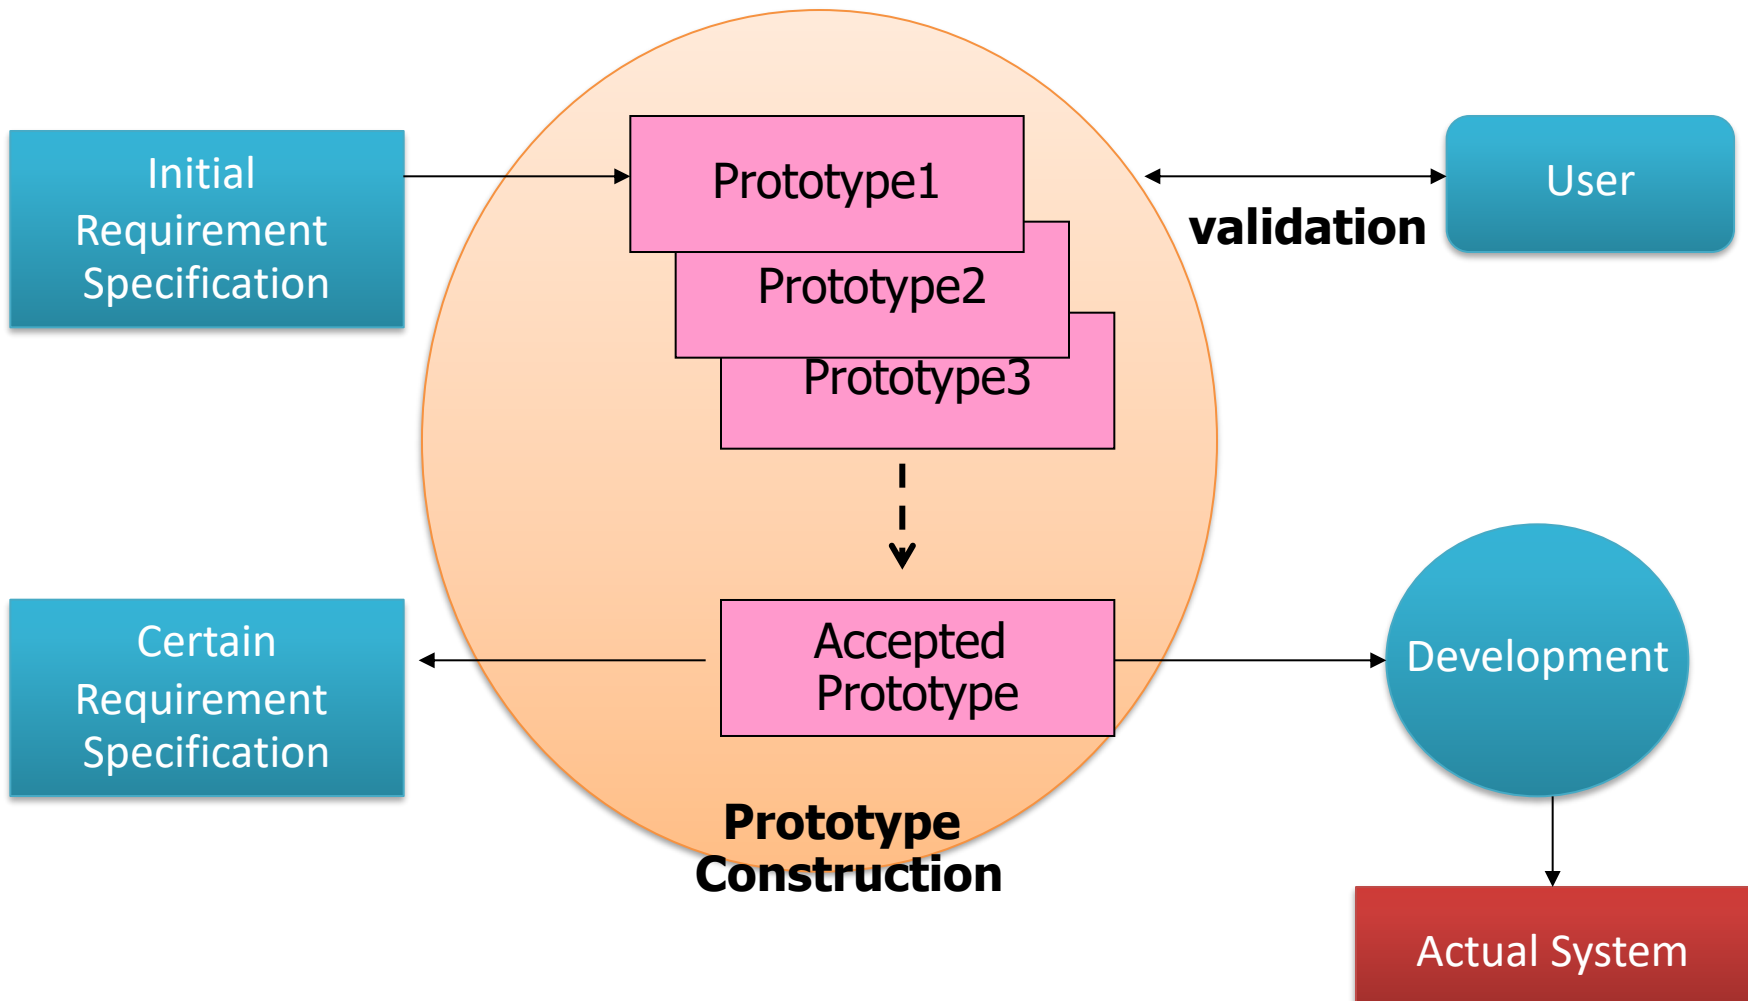 Initial
Requirement
Specification
Prototype1
Prototype2
Prototype3
validation
User
Certain
Requirement
Specification
Accepted
Prototype
Development
Prototype
Construction
Actual System